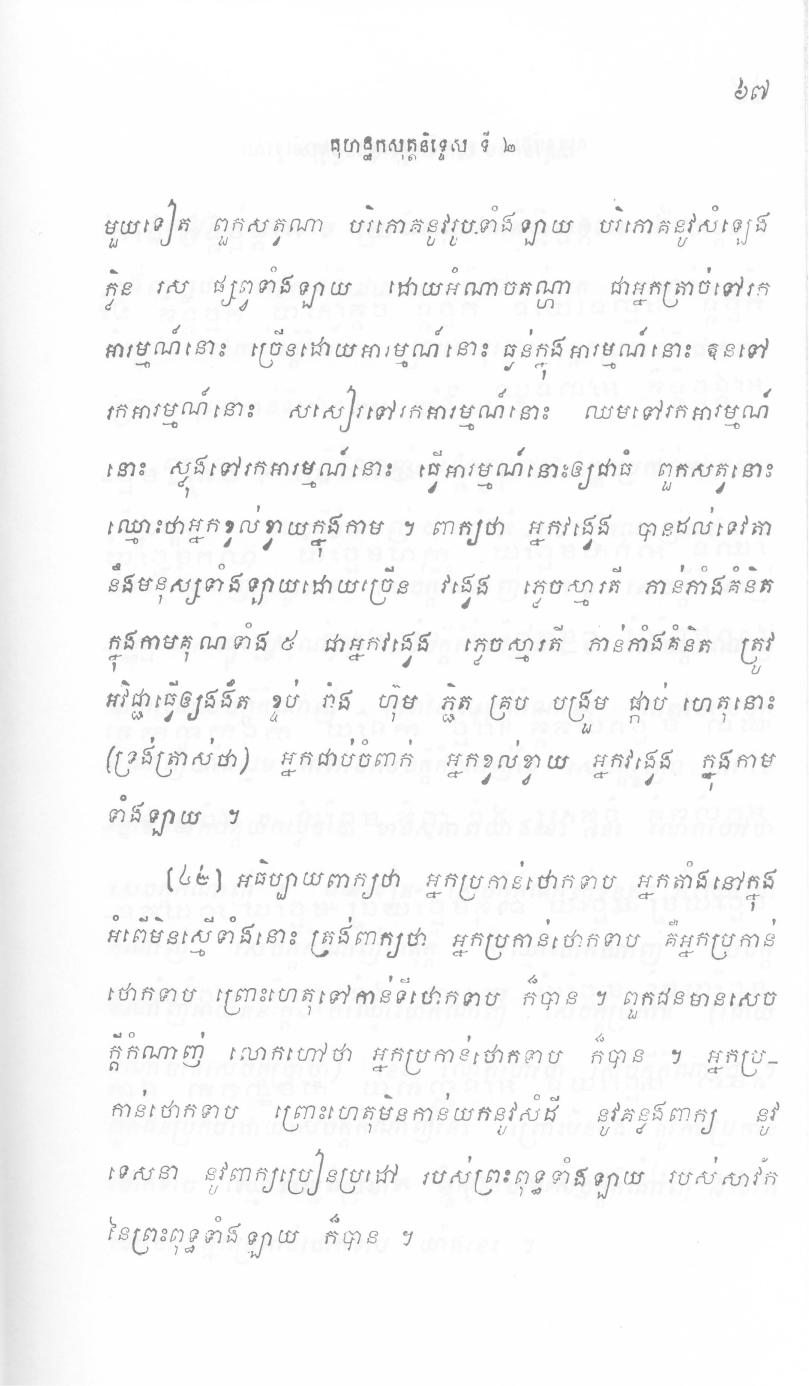 ៦៧
គុហដ្ឋកសុត្តនិទ្ទេស ទី ២
មួយទៀត ពួកសត្វណា បរិភោគនូវរូបទាំងឡាយ បរិភោគនូវសំឡេង
ក្លិន រស ផ្សព្វទាំងឡាយ ដោយអំណាចតណ្ហា ជាអ្នកត្រាច់ទៅរក
អារម្មណ៍នោះ ច្រើនដោយអារម្មណ៍នោះ ធ្ងន់ក្នុងអារម្មណ៍នោះ ឱនទៅ
រកអារម្មណ៍នោះ សសៀរទៅរកអារម្មណ៍នោះ ឈមទៅរកអារម្មណ៍
នោះ ស្ទុងទៅរកអារម្មណ៍នោះ ធ្វើអារម្មណ៍នោះឲ្យជាធំ ពួកសត្វនោះ
ឈ្មោះថាអ្នកខ្វល់ខ្វាយក្នុងកាម ។ ពាក្យថា អ្នកវង្វេង បានដល់ទេវតា
នឹងមនុស្សទាំងឡាយដោយច្រើន វង្វេង ភ្លេចស្មារតី កាន់កាំងគំនិត
ក្នុងកាមគុណទាំង ៥ ជាអ្នកវង្វេង ភ្លេចស្មារតី កាន់កាំងគំនិត ត្រូវ
អវិជ្ជាធ្វើឲ្យងងឹត ខ្ទប់ រាំង ហ៊ុម ភ្ជិត គ្រប បង្រួម ផ្កាប់ ហេតុនោះ
(ទ្រង់ត្រាស់ថា) អ្នកជាប់ចំពាក់ អ្នកខ្វល់ខ្វាយ អ្នកវង្វេង ក្នុងកាម
ទាំងឡាយ ។
[៤២] អធិប្បាយពាក្យថា អ្នកប្រកាន់ថោកទាប អ្នកតាំងនៅក្នុង
អំពើមិនស្មើទាំងនោះ ត្រង់ពាក្យថា អ្នកប្រកាន់ថោកទាប គឺអ្នកប្រកាន់
ថោកទាប ព្រោះហេតុទៅកាន់ទីថោកទាប ក៏បាន ។ ពួកជនមានសេច
ក្តីកំណាញ់ លោកហៅថា អ្នកប្រកាន់ថោកទាប ក៏បាន ។ អ្នកប្រ-
កាន់ថោកទាប ព្រោះហេតុមិនកាន់យកនូវសំដី នូវគន្លងពាក្យ នូវ
ទេសនា នូវពាក្យប្រៀនប្រដៅ របស់ព្រះពុទ្ធទាំងឡាយ របស់សាវ័ក
នៃព្រះពុទ្ធទាំងឡាយ ក៏បាន ។